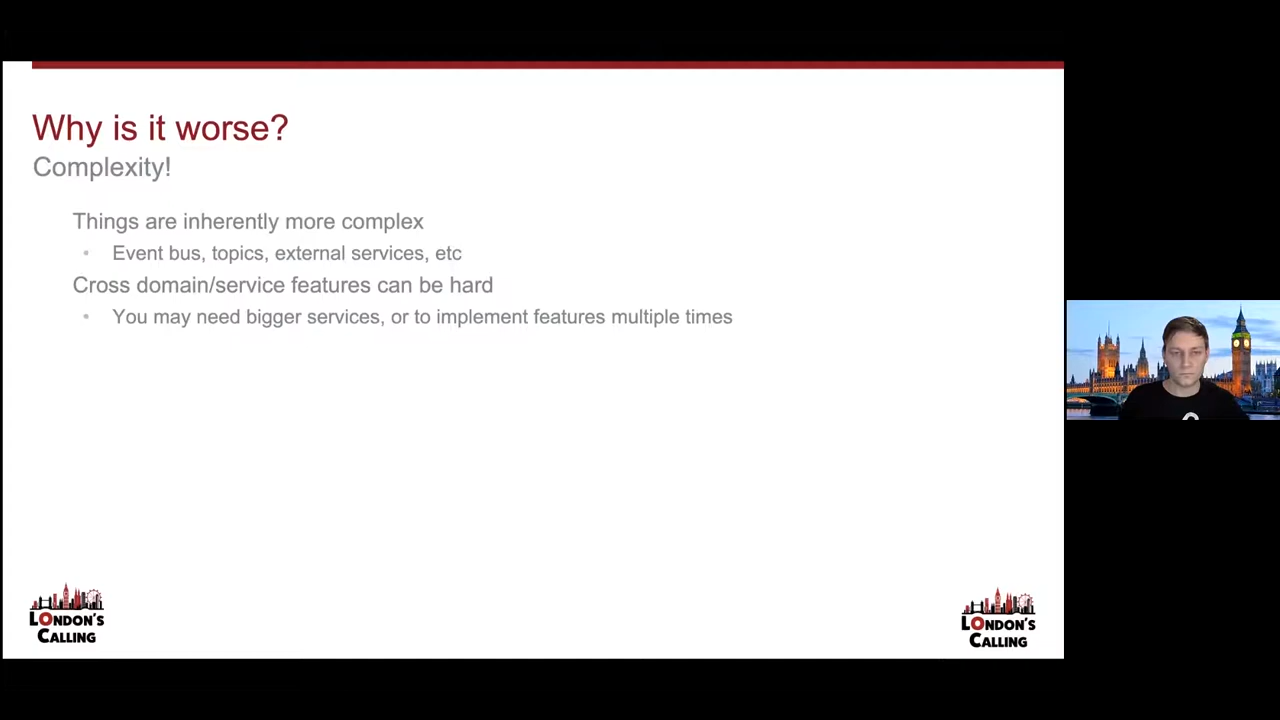 Why is it worse?
Complexity!
Things are inherently more complex
• Event bus, topics, external services, etc
Cross domain/service features can be hard
• You may need bigger services, or to implement features multiple times
LONDON'S
CALLING
LONDON'S
CALLING